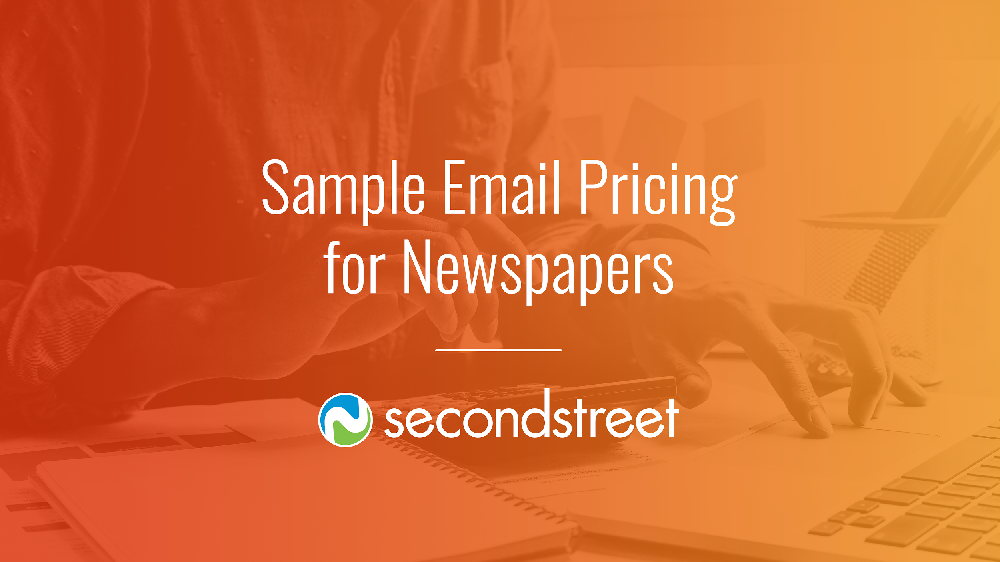 Sample Email Pricing
for Newspapers
secondstreet